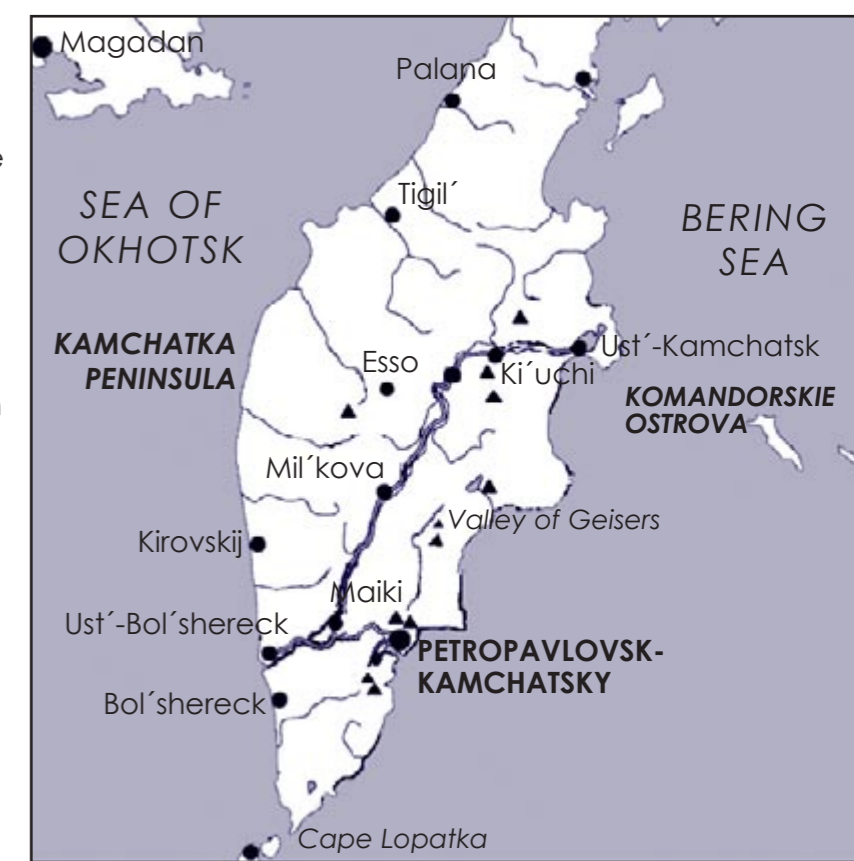 Magadan
Palana
Tigil´
SEA OF
OKHOTSK
BERING
SEA
KAMCHATKA
PENINSULA
Esso
Ust´-Kamchatsk
Ki´uchi
KOMANDORSKIE
OSTROVA
Mil´kova
Valley of Geisers
Kirovskij
Maiki
Ust´-Bol´shereck
PETROPAVLOVSK-
KAMCHATSKY
Bol´shereck
Cape Lopatka